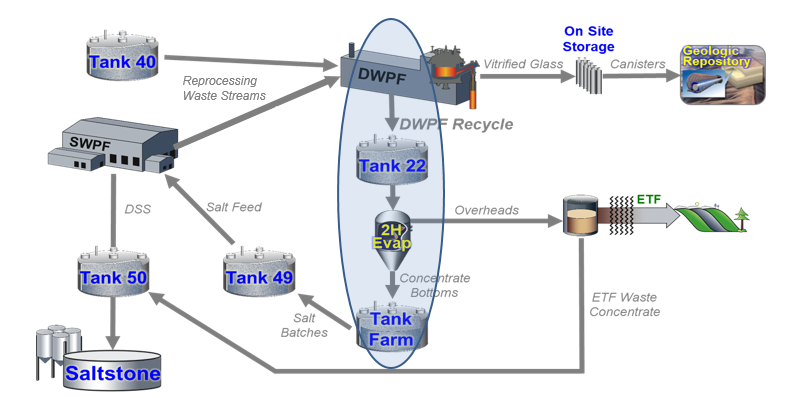 Tank 40
Reprocessing
Waste Streams
DWPF
Vitrified Glass
On Site
Storage
Canisters
Geologic
Repository
DWPF Recycle
SWPF
Tank 22
DSS
Salt Feed
2H
Evap
Overheads
ETF
Tank 50
Tank 49
Concentrate
Bottoms
ETF Waste
Concentrate
Salt
Batches
Tank
Farm
Saltstone